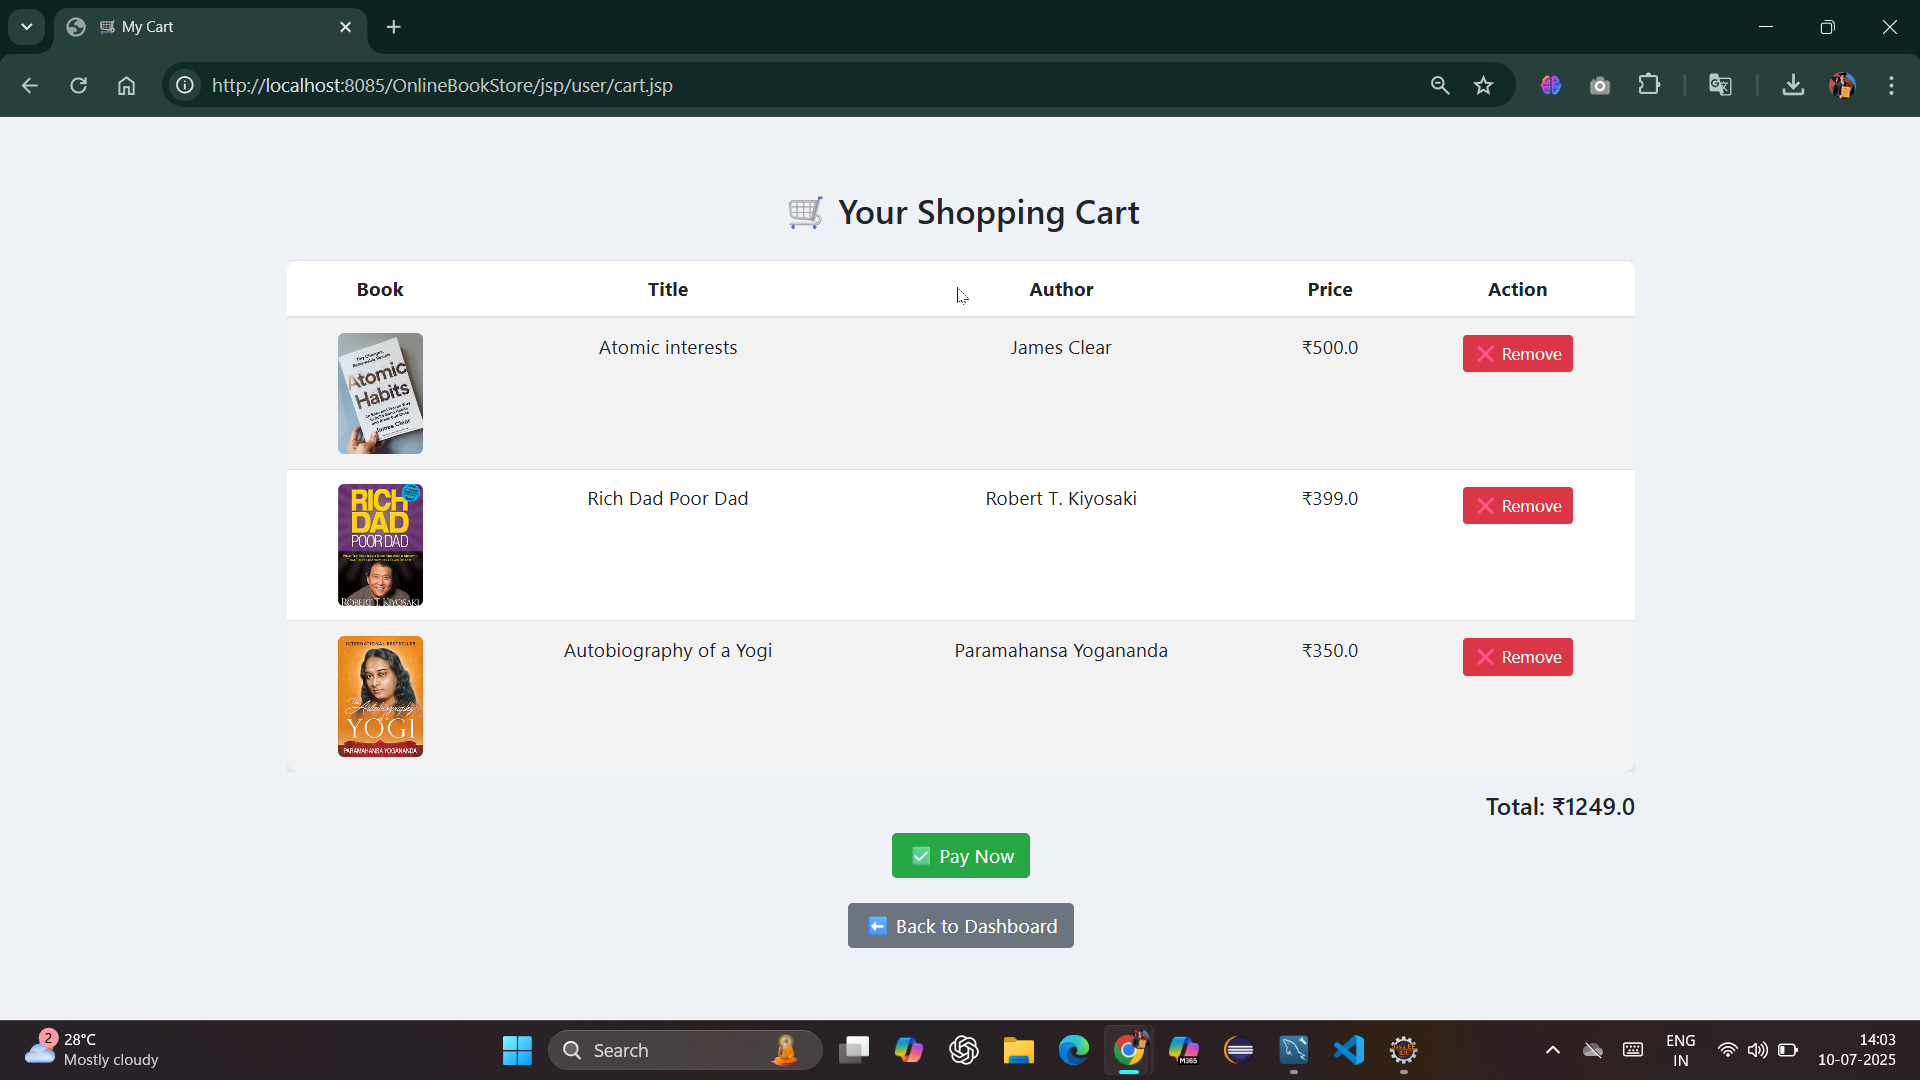 My Cart
http://localhost:8085/OnlineBookStore/jsp/user/cart.jsp
Your Shopping Cart
Book Title Author Price Action
Atomic
Habits
James Clear
Atomic interests James Clear ₹500.0 Remove
RICH
DAD
POOR DAD
ROBERT T. KIYOSAKI
Rich Dad Poor Dad Robert T. Kiyosaki ₹399.0 Remove
INTERNATIONAL BESTSELLER
Autobiography
YOGI
PARAMAHANSA YOGANANDA
Autobiography of a Yogi Paramahansa Yogananda ₹350.0 Remove
Total: ₹1249.0
Pay Now
Back to Dashboard
2
28°C
Mostly cloudy
Search
M365
ENG
IN
14:03
10-07-2025